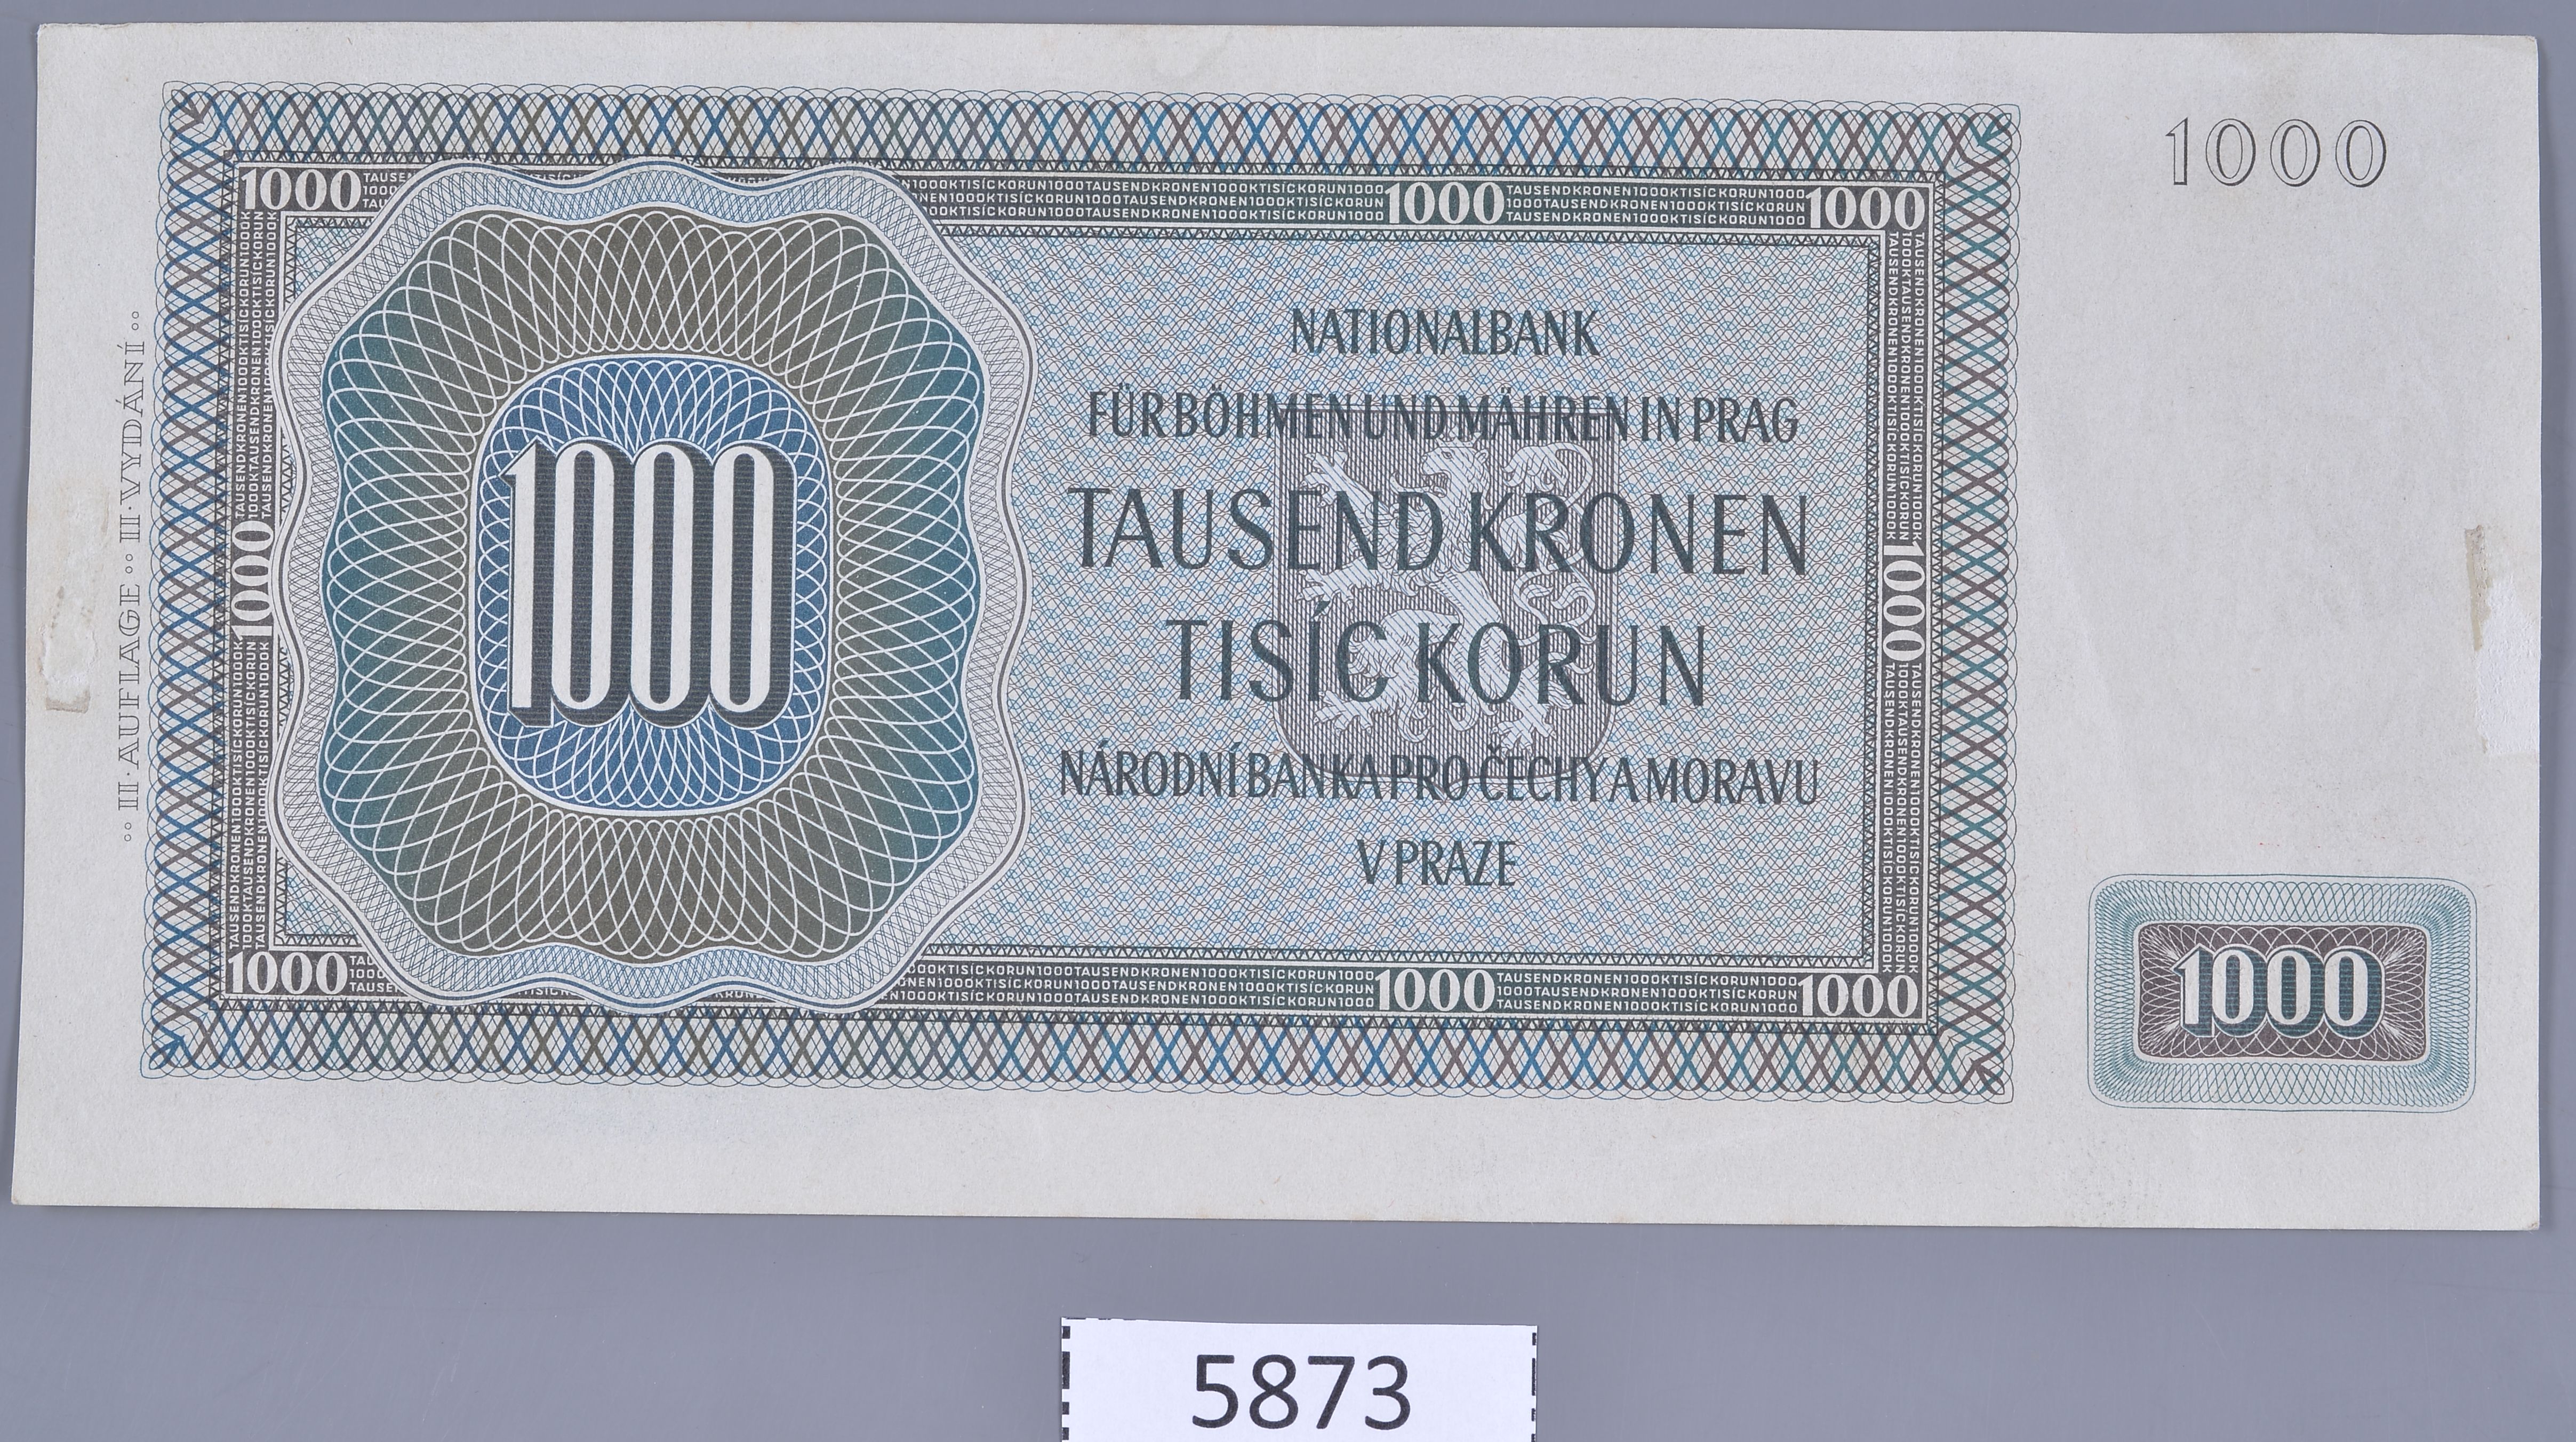 1000
1000
1000
1000
NATIONALBANK
FÜR BÖHMEN UND MÄHREN IN PRAG
TAUSEND KRONEN
TISÍC KORUN
NÁRODNÍ BANKA PRO ČECHY A MORAVU
V PRAZE
1000
1000
1000
°° II · AUFLAGE °° II · VYDÁNÍ °°
1000
1000
1000
1000
5873